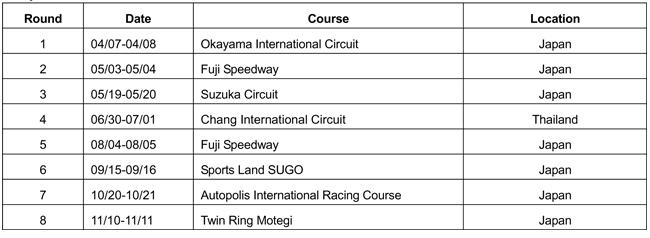 Round Date Course Location
1 04/07-04/08 Okayama International Circuit Japan
2 05/03-05/04 Fuji Speedway Japan
3 05/19-05/20 Suzuka Circuit Japan
4 06/30-07/01 Chang International Circuit Thailand
5 08/04-08/05 Fuji Speedway Japan
6 09/15-09/16 Sports Land SUGO Japan
7 10/20-10/21 Autopolis International Racing Course Japan
8 11/10-11/11 Twin Ring Motegi Japan